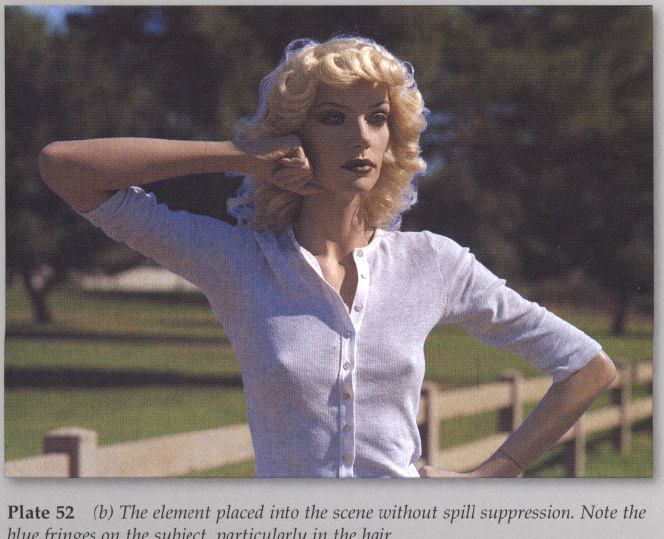 Plate 52 (b) The element placed into the scene without spill suppression. Note the
blue fringes on the subject, particularly in the hair.